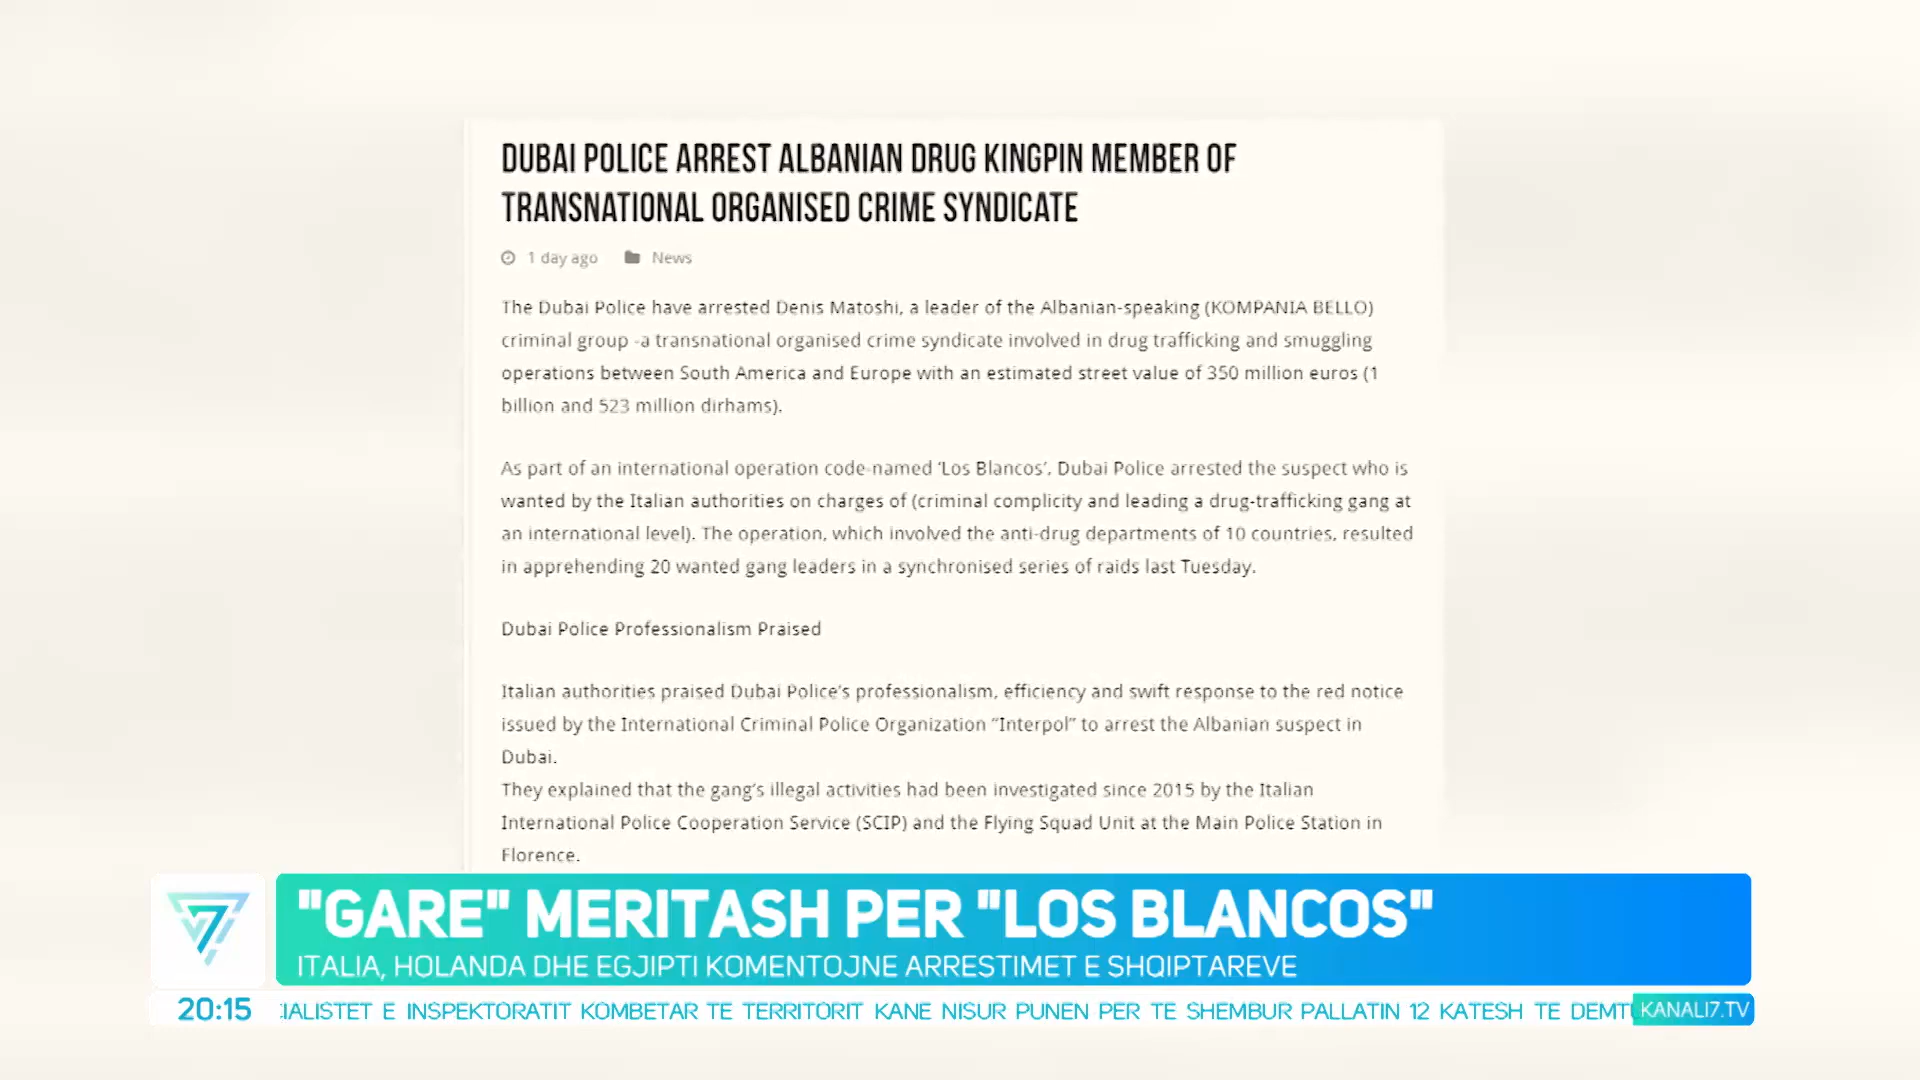 DUBAI POLICE ARREST ALBANIAN DRUG KINGPIN MEMBER OF
TRANSNATIONAL ORGANISED CRIME SYNDICATE
1 day ago News
The Dubai Police have arrested Denis Matoshi, a leader of the Albanian-speaking (KOMPANIA BELLO)
criminal group -a transnational organised crime syndicate involved in drug trafficking and smuggling
operations between South America and Europe with an estimated street value of 350 million euros (1
billion and 523 million dirhams).
As part of an international operation code-named ‘Los Blancos’, Dubai Police arrested the suspect who is
wanted by the Italian authorities on charges of (criminal complicity and leading a drug-trafficking gang at
an international level). The operation, which involved the anti-drug departments of 10 countries, resulted
in apprehending 20 wanted gang leaders in a synchronised series of raids last Tuesday.
Dubai Police Professionalism Praised
Italian authorities praised Dubai Police’s professionalism, efficiency and swift response to the red notice
issued by the International Criminal Police Organization “Interpol” to arrest the Albanian suspect in
Dubai.
They explained that the gang’s illegal activities had been investigated since 2015 by the Italian
International Police Cooperation Service (SCIP) and the Flying Squad Unit at the Main Police Station in
Florence.
"GARE" MERITASH PER "LOS BLANCOS"
ITALIA, HOLANDA DHE EGJIPTI KOMENTOJNE ARRESTIMET E SHQIPTAREVE
20:15 IALISTET E INSPEKTORATIT KOMBETAR TE TERRITORIT KANE NISUR PUNEN PER TE SHEMBUR PALLATIN 12 KATESH TE DEMT KANALI7.TV